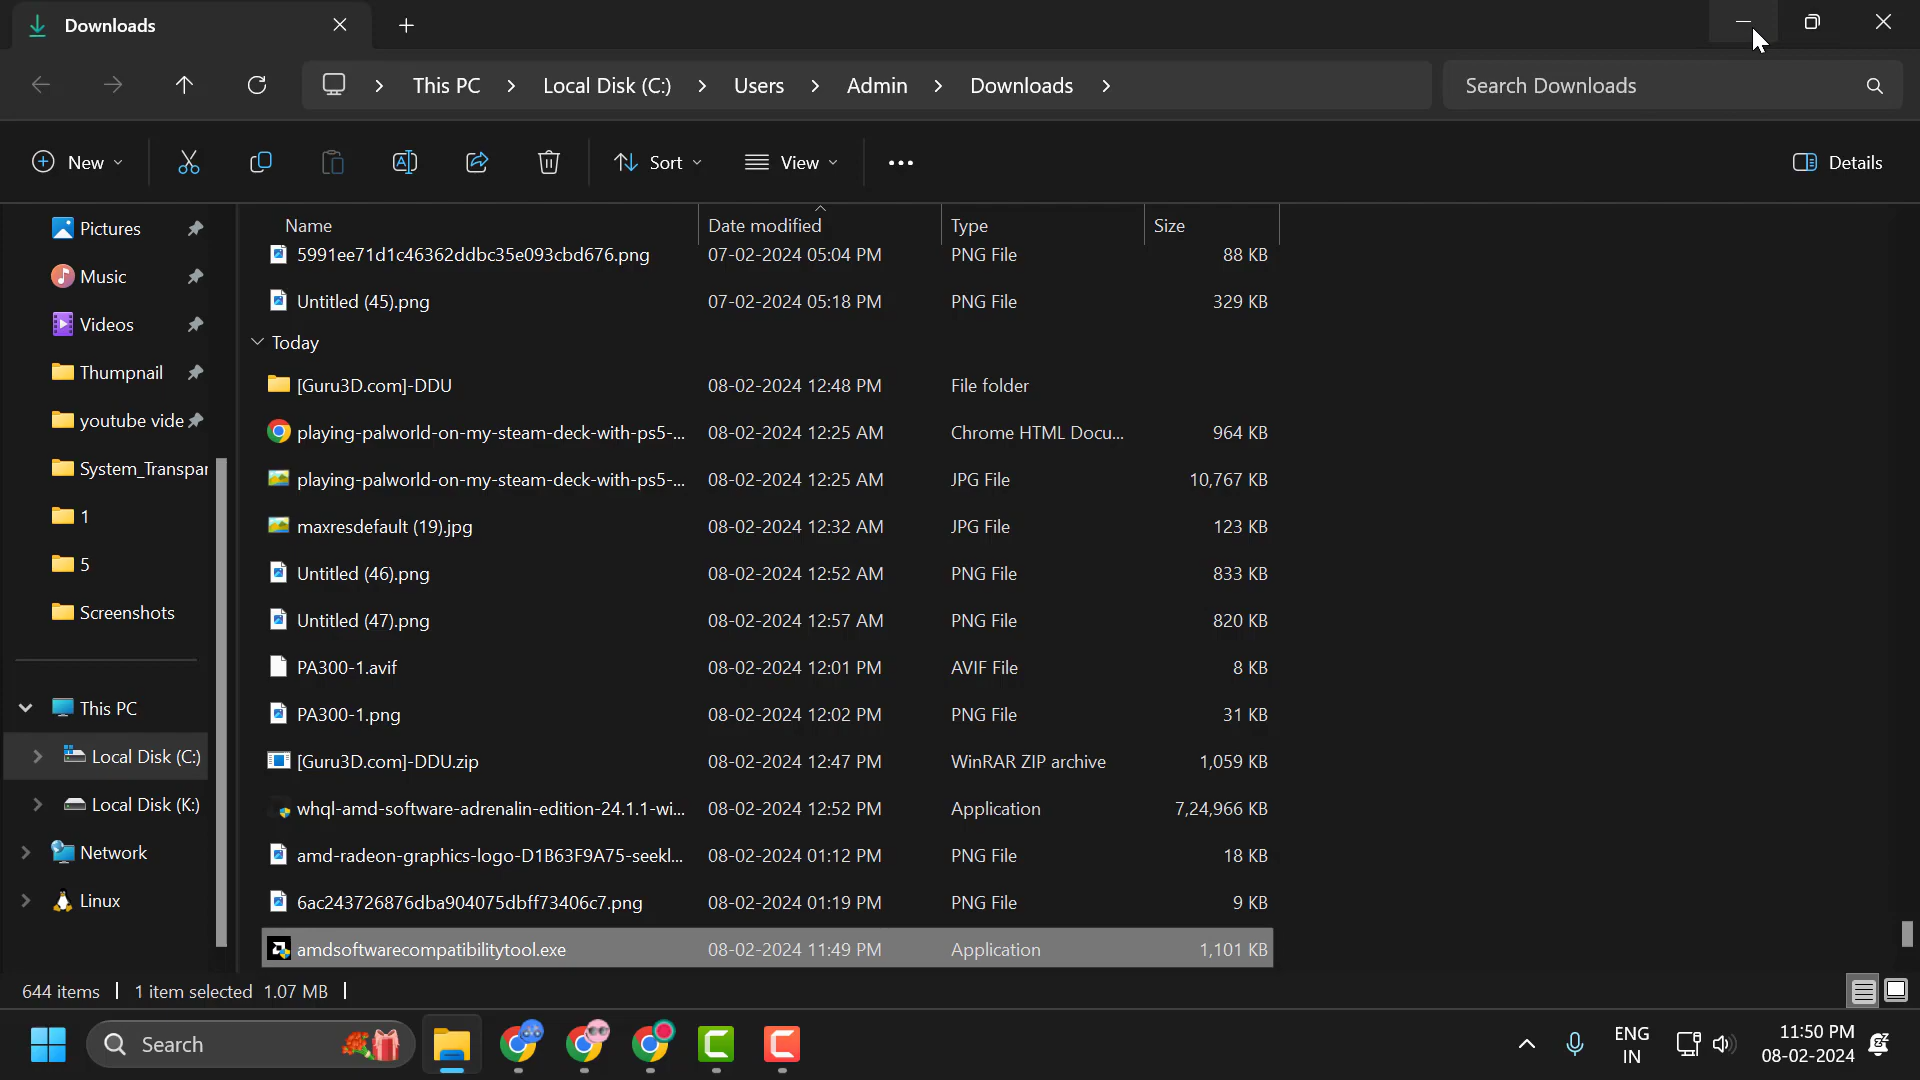 Downloads
This PC > Local Disk (C:) > Users > Admin > Downloads >
Search Downloads
New
Sort
View
Details
Pictures
Music
Videos
Thumpnail
youtube vide
System_Transpar
1
5
Screenshots
This PC
Local Disk (C:)
Local Disk (K:)
Network
Linux
Name Date modified Type Size
5991ee71d1c46362ddbc35e093cbd676.png 07-02-2024 05:04 PM PNG File 88 KB
Untitled (45).png 07-02-2024 05:18 PM PNG File 329 KB
Today
[Guru3D.com]-DDU 08-02-2024 12:48 PM File folder
playing-palworld-on-my-steam-deck-with-ps5-... 08-02-2024 12:25 AM Chrome HTML Docu... 964 KB
playing-palworld-on-my-steam-deck-with-ps5-... 08-02-2024 12:25 AM JPG File 10,767 KB
maxresdefault (19).jpg 08-02-2024 12:32 AM JPG File 123 KB
Untitled (46).png 08-02-2024 12:52 AM PNG File 833 KB
Untitled (47).png 08-02-2024 12:57 AM PNG File 820 KB
PA300-1.avif 08-02-2024 12:01 PM AVIF File 8 KB
PA300-1.png 08-02-2024 12:02 PM PNG File 31 KB
[Guru3D.com]-DDU.zip 08-02-2024 12:47 PM WinRAR ZIP archive 1,059 KB
whql-amd-software-adrenalin-edition-24.1.1-wi... 08-02-2024 12:52 PM Application 7,24,966 KB
amd-radeon-graphics-logo-D1B63F9A75-seekl... 08-02-2024 01:12 PM PNG File 18 KB
6ac243726876dba904075dbff73406c7.png 08-02-2024 01:19 PM PNG File 9 KB
amdsoftwarecompatibilitytool.exe 08-02-2024 11:49 PM Application 1,101 KB
644 items | 1 item selected 1.07 MB |
Search
ENG
IN
11:50 PM
08-02-2024